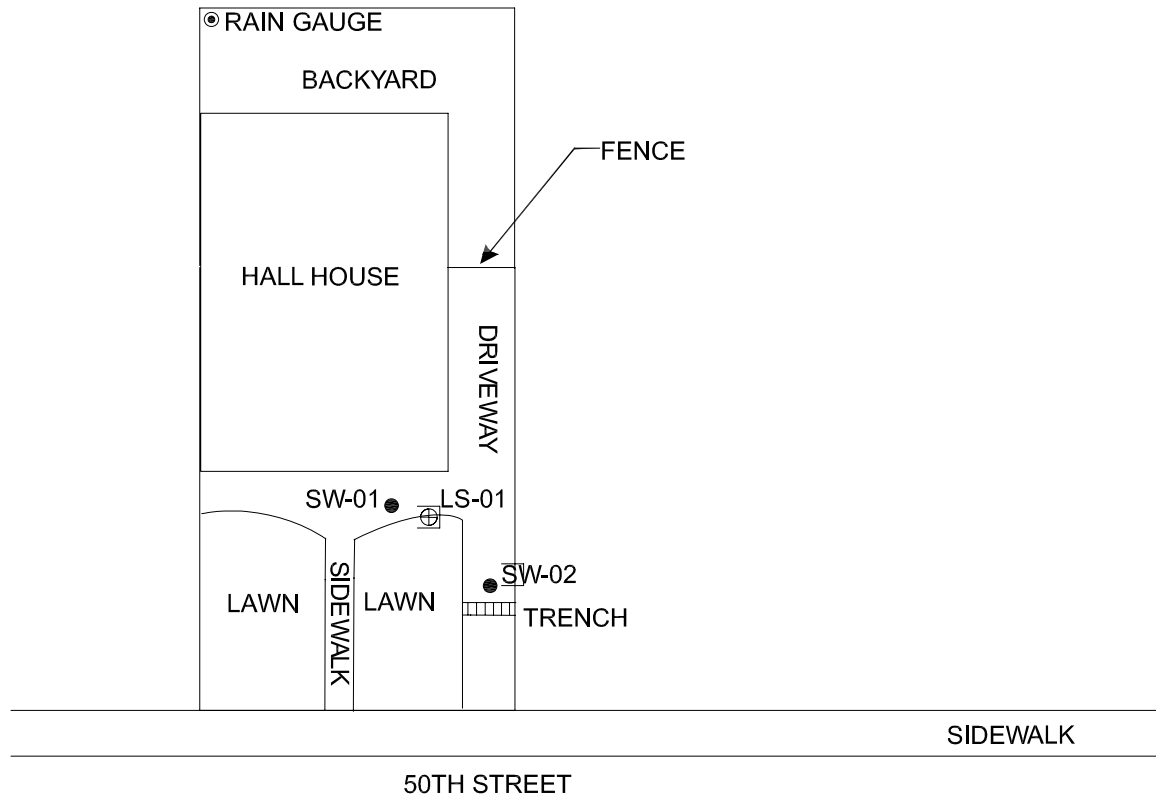 RAIN GAUGE
BACKYARD
FENCE
HALL HOUSE
DRIVEWAY
SW-01
LS-01
SW-02
SIDEWALK
LAWN
LAWN
TRENCH
SIDEWALK
50TH STREET